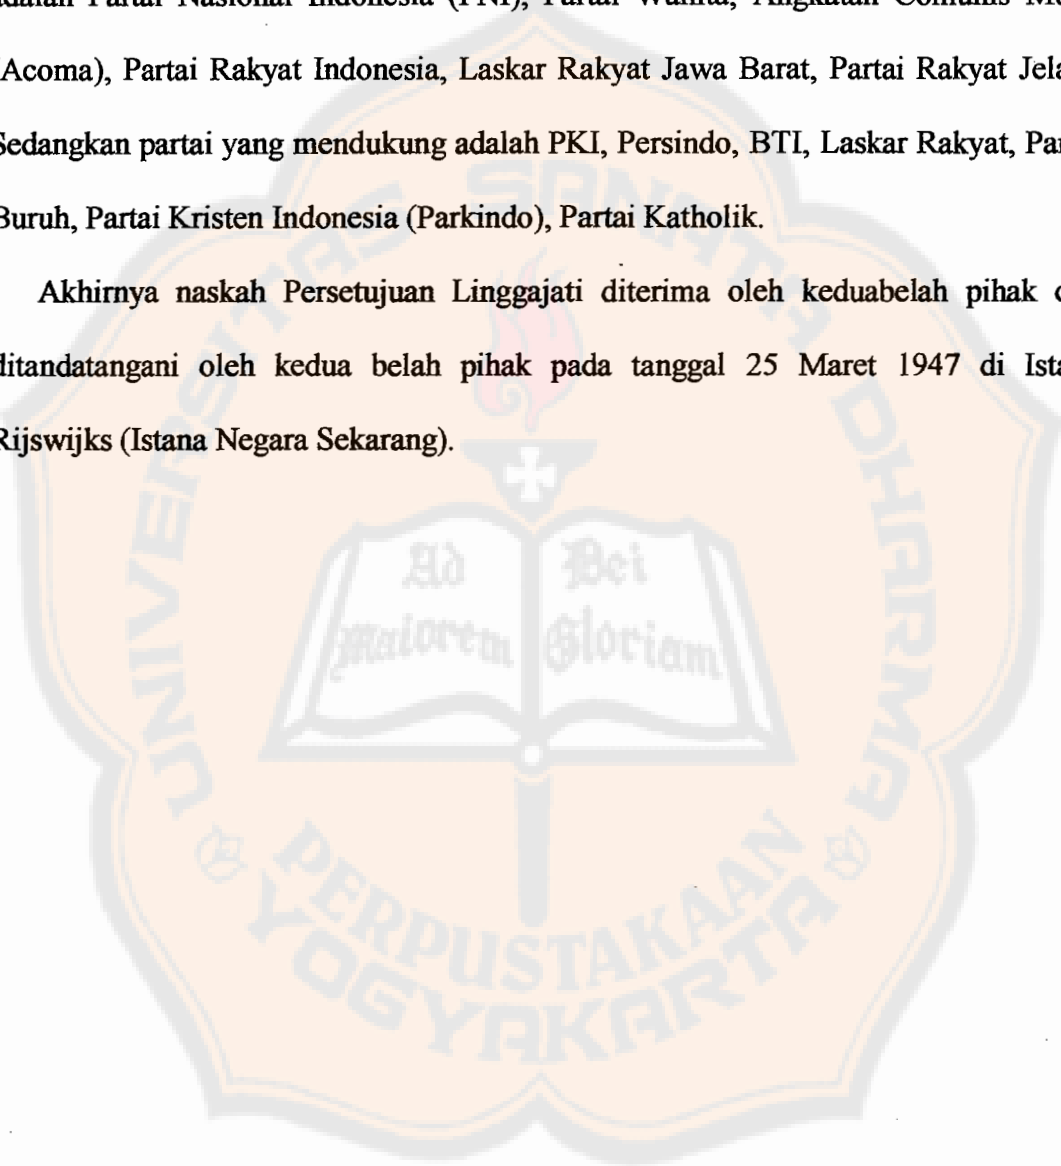 adalah Partai Nasional Indonesia (PNI), Partai Wanita, Angkatan Comunis
(Acoma), Partai Rakyat Indonesia, Laskar Rakyat Jawa Barat, Partai Rakyat Jela
Sedangkan partai yang mendukung adalah PKI, Persindo, BTI, Laskar Rakyat, Par
Buruh, Partai Kristen Indonesia (Parkindo), Partai Katholik.
Akhirnya naskah Persetujuan Linggajati diterima oleh keduabelah pihak
ditandatangani oleh kedua belah pihak pada tanggal 25 Maret 1947 di Ista
Rijswijks (Istana Negara Sekarang).
UNIVERSITAS SANATA DHARMA
Ad Dei
maiorem Gloriam
PERPUSTAKAAN
YOGYAKARTA